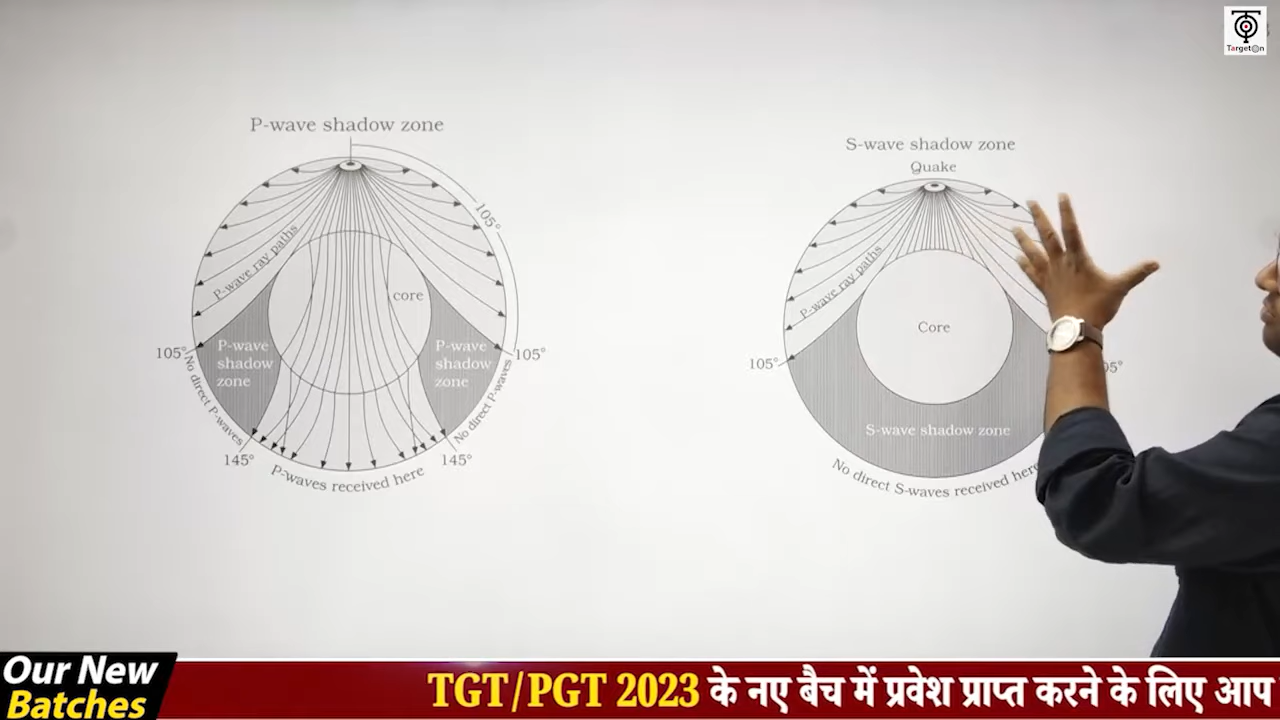 TargetOn
P-wave shadow zone
105°
P-wave ray paths
core
P-wave
shadow
zone
P-wave
shadow
zone
105°
105°
No direct P-waves
No direct P-waves
145°
145°
P-waves received here
S-wave shadow zone
Quake
P-wave ray paths
Core
105°
05°
S-wave shadow zone
No direct S-waves received here
Our New
Batches
TGT/PGT 2023 के नए बैच में प्रवेश प्राप्त करने के लिए आप